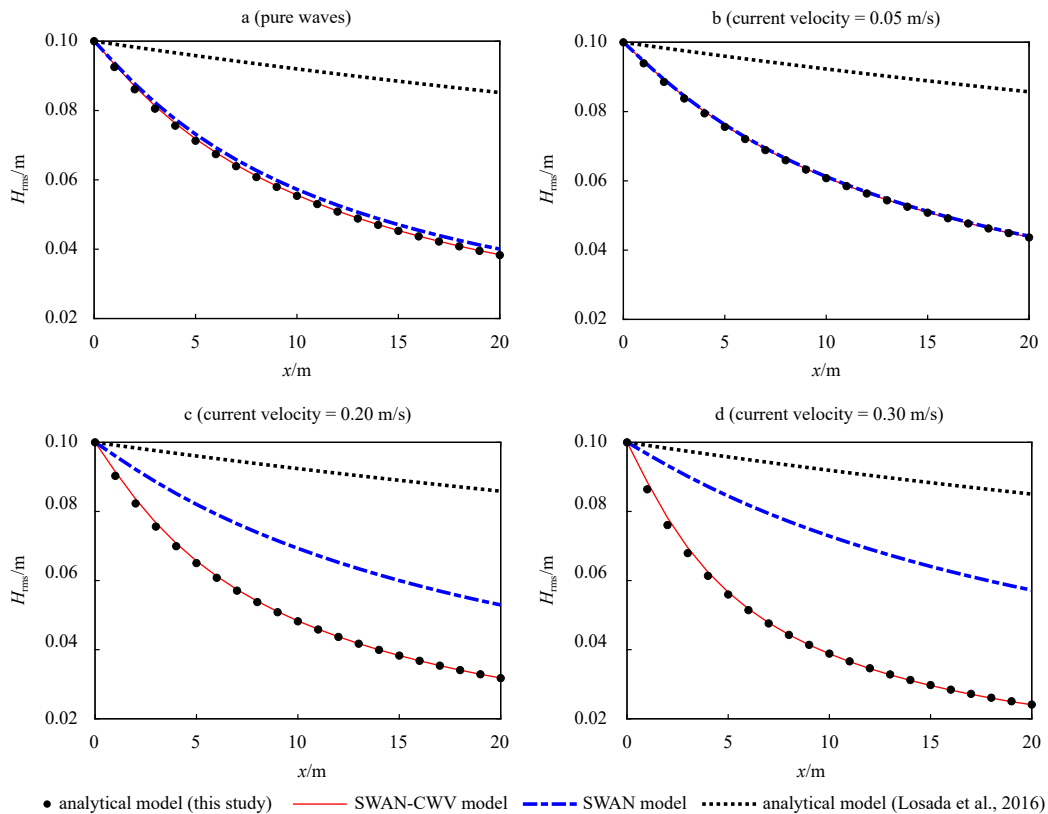 a (pure waves)
0.10
0.08
0.06
0.04
0.02
Hrms/m
0 5 10 15 20
x/m
b (current velocity = 0.05 m/s)
0.10
0.08
0.06
0.04
0.02
Hrms/m
0 5 10 15 20
x/m
c (current velocity = 0.20 m/s)
0.10
0.08
0.06
0.04
0.02
Hrms/m
0 5 10 15 20
x/m
d (current velocity = 0.30 m/s)
0.10
0.08
0.06
0.04
0.02
Hrms/m
0 5 10 15 20
x/m
analytical model (this study) SWAN-CWV model SWAN model analytical model (Losada et al., 2016)